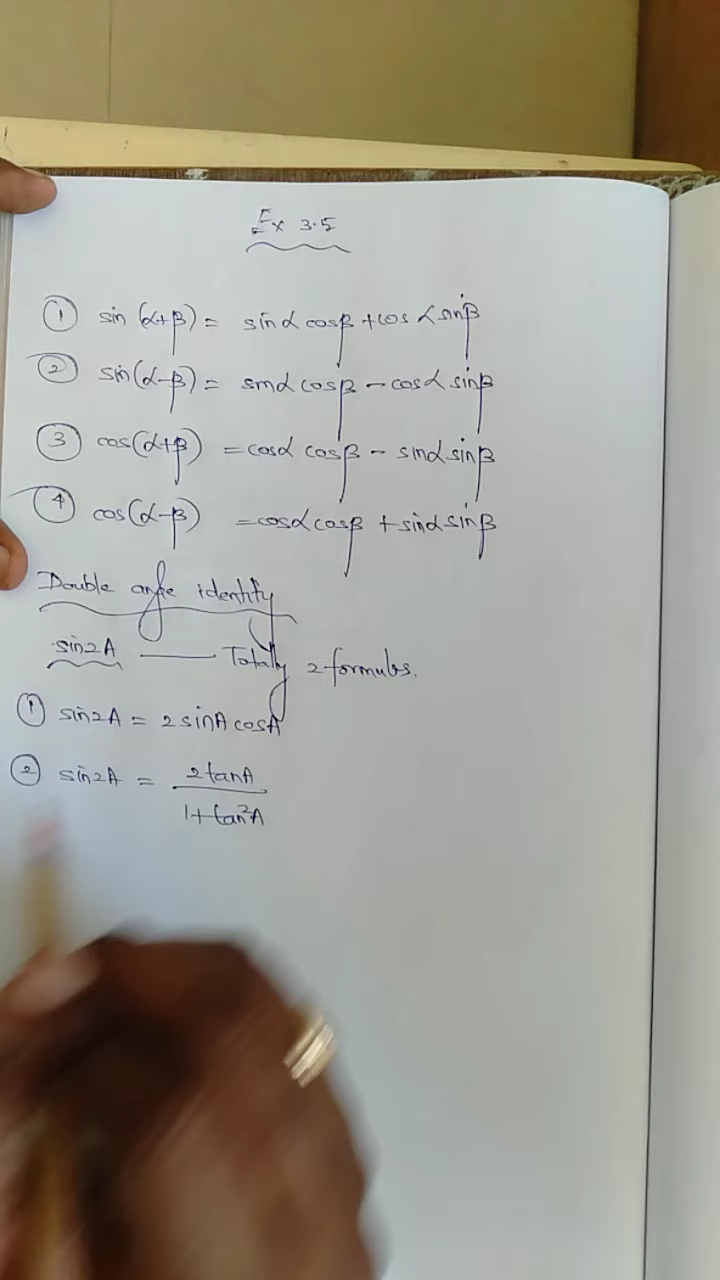 Ex 3.5
① sin (α+β) = sinα cosβ + cos α sinβ
② sin(α-β) = sinα cosβ - cosα sinβ
③ cos(α+β) = cosα cosβ - sinα sinβ
④ cos(α-β) = cosα cosβ + sinα sinβ
Double angle identity
sin2A — Totally 2 formulas.
① sin2A = 2 sinA cosA
② sin2A = 2tanA
1+tan²A